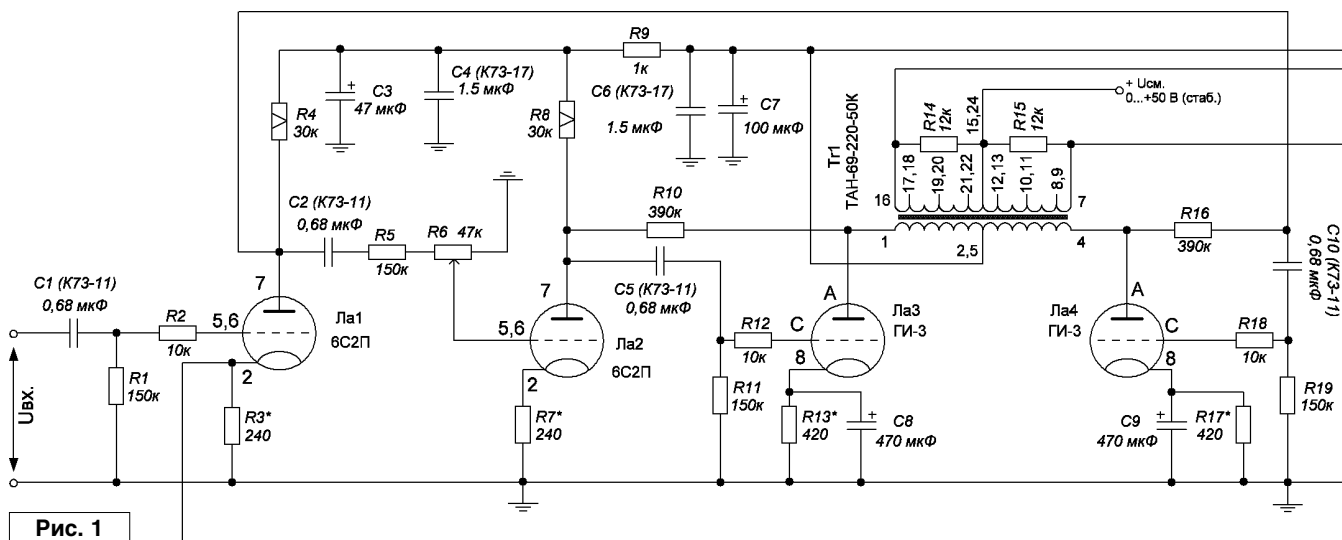 R9
1к
C4 (К73-17)
1.5 мкФ
C6 (К73-17)
1.5 мкФ
+
C3
47 мкФ
+
C7
100 мкФ
R4
30к
R8
30к
+ Uсм.
0...+50 В (стаб.)
R14
12к
15,24
R15
12к
Тr1
ТАН-69-220-50К
16
17,18
19,20
21,22
12,13
10,11
8,9
7
1
2,5
4
C2 (К73-11)
0,68 мкФ
R5
150к
R6
47к
R10
390к
R16
390к
C10 (К73-11)
0,68 мкФ
C1 (К73-11)
0,68 мкФ
R2
10к
7
5,6
2
Ла1
6С2П
C5 (К73-11)
0,68 мкФ
7
5,6
2
Ла2
6С2П
R12
10к
А
С
8
Ла3
ГИ-3
А
С
8
Ла4
ГИ-3
R18
10к
Uвх.
R1
150к
R3*
240
R7*
240
R11
150к
R13*
420
+
C8
470 мкФ
C9
470 мкФ
+
R17*
420
R19
150к
Рис. 1